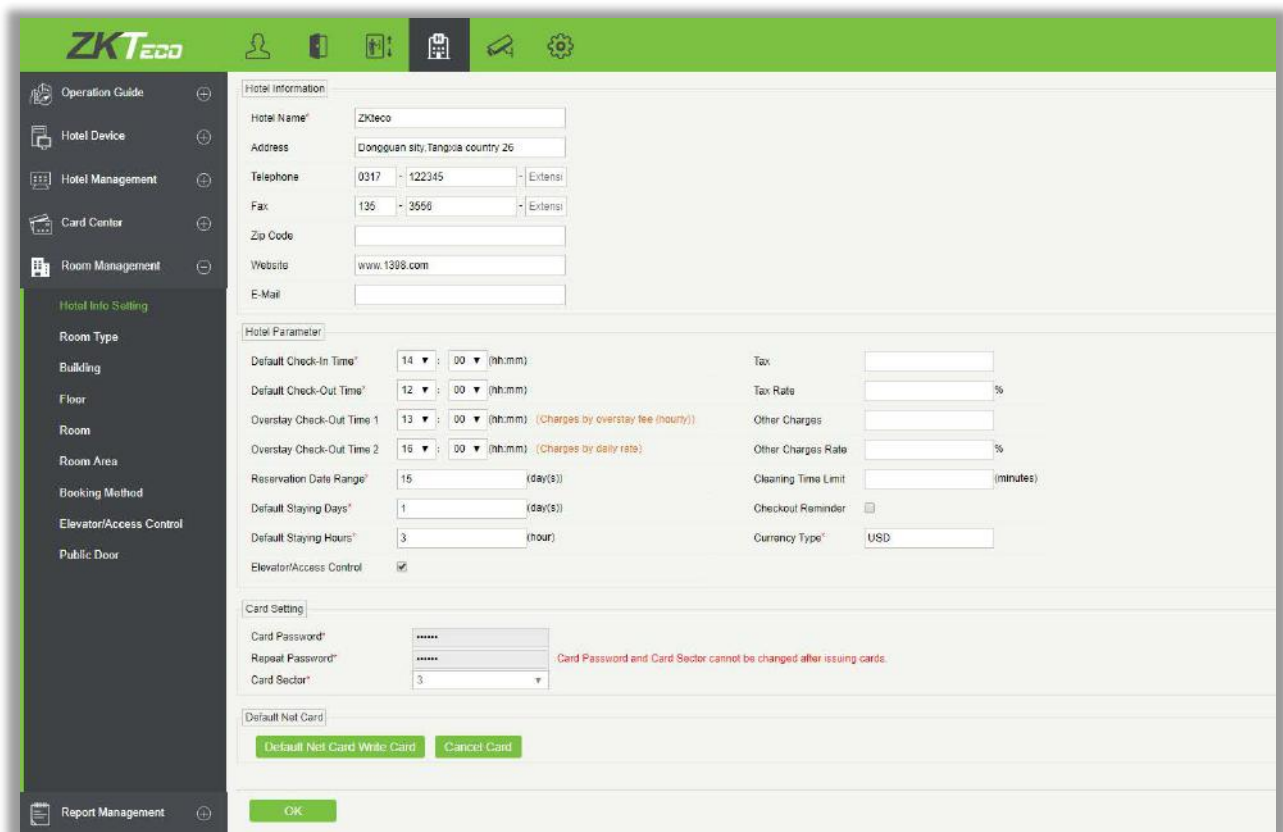 ZKTECO
Operation Guide
Hotel Device
Hotel Management
Card Center
Room Management
Hotel Info Setting
Room Type
Building
Floor
Room
Room Area
Booking Method
Elevator/Access Control
Public Door
Report Management
Hotel Information
Hotel Name* ZKteco
Address Dongguan sity,Tangxia country 26
Telephone 0317 - 122345 - Extensi
Fax 135 - 3556 - Extensi
Zip Code
Website www.1398.com
E-Mail
Hotel Parameter
Default Check-In Time* 14 : 00 (hh:mm) Tax
Default Check-Out Time* 12 : 00 (hh:mm) Tax Rate %
Overstay Check-Out Time 1 13 : 00 (hh:mm) (Charges by overstay fee (hourly)) Other Charges
Overstay Check-Out Time 2 16 : 00 (hh:mm) (Charges by daily rate) Other Charges Rate %
Reservation Date Range* 15 (day(s)) Cleaning Time Limit (minutes)
Default Staying Days* 1 (day(s)) Checkout Reminder
Default Staying Hours* 3 (hour) Currency Type* USD
Elevator/Access Control
Card Setting
Card Password* ••••••
Repeat Password* •••••• Card Password and Card Sector cannot be changed after issuing cards.
Card Sector* 3
Default Net Card
Default Net Card Write Card Cancel Card
OK